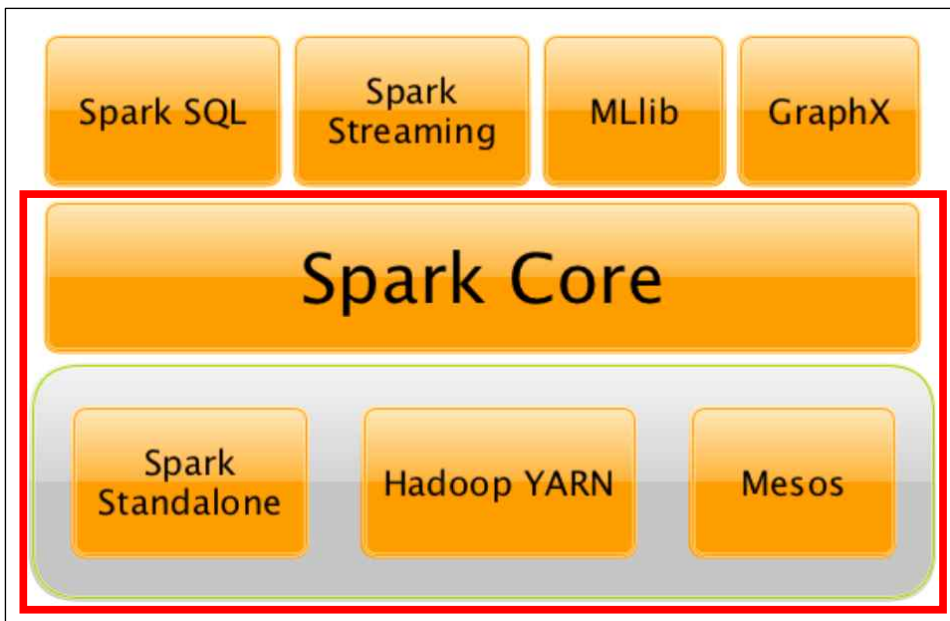 Spark SQL
Spark
Streaming
MLlib
GraphX
Spark Core
Spark
Standalone
Hadoop YARN
Mesos